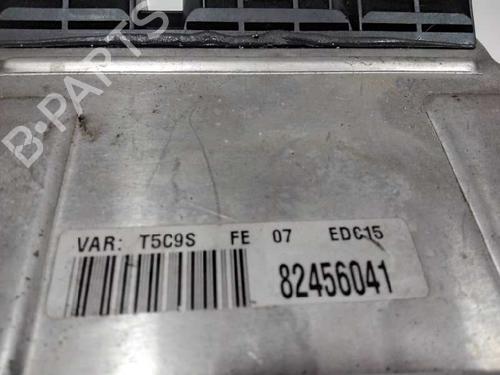 B-PARTS
VAR: T5C9S FE 07 EDC15
82456041